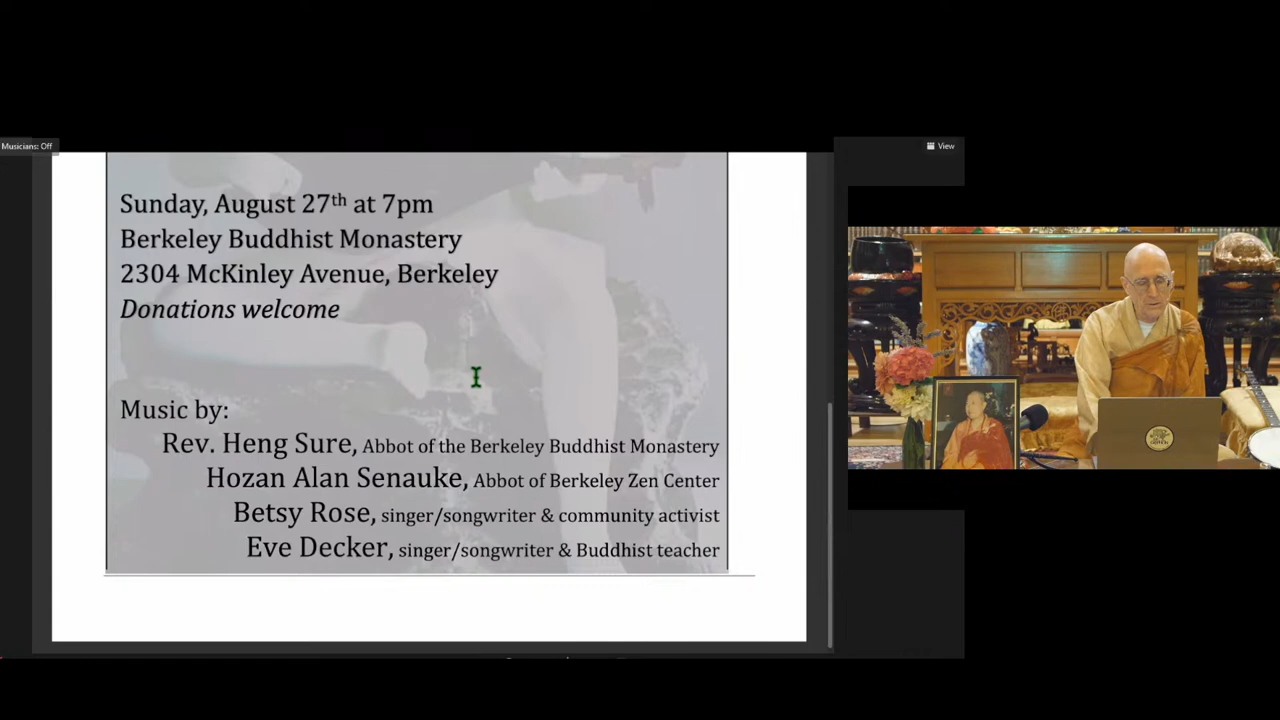 Musicians: Off
View
Sunday, August 27th at 7pm
Berkeley Buddhist Monastery
2304 McKinley Avenue, Berkeley
Donations welcome
Music by:
Rev. Heng Sure, Abbot of the Berkeley Buddhist Monastery
Hozan Alan Senauke, Abbot of Berkeley Zen Center
Betsy Rose, singer/songwriter & community activist
Eve Decker, singer/songwriter & Buddhist teacher